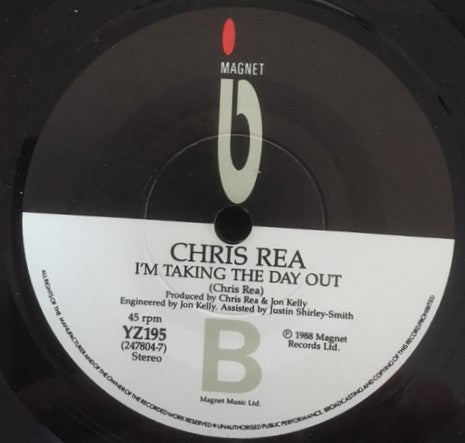 MAGNET
CHRIS REA
I'M TAKING THE DAY OUT
(Chris Rea)
Produced by Chris Rea & Jon Kelly
Engineered by Jon Kelly. Assisted by Justin Shirley-Smith
45 rpm
YZ195
(247804-7)
Stereo
℗ 1988 Magnet
Records Ltd.
B
Magnet Music Ltd.
ALL RIGHTS OF THE MANUFACTURER AND OF THE OWNER OF THE RECORDED WORK RESERVED ✳ UNAUTHORISED PUBLIC PERFORMANCE, BROADCASTING AND COPYING OF THIS RECORD PROHIBITED